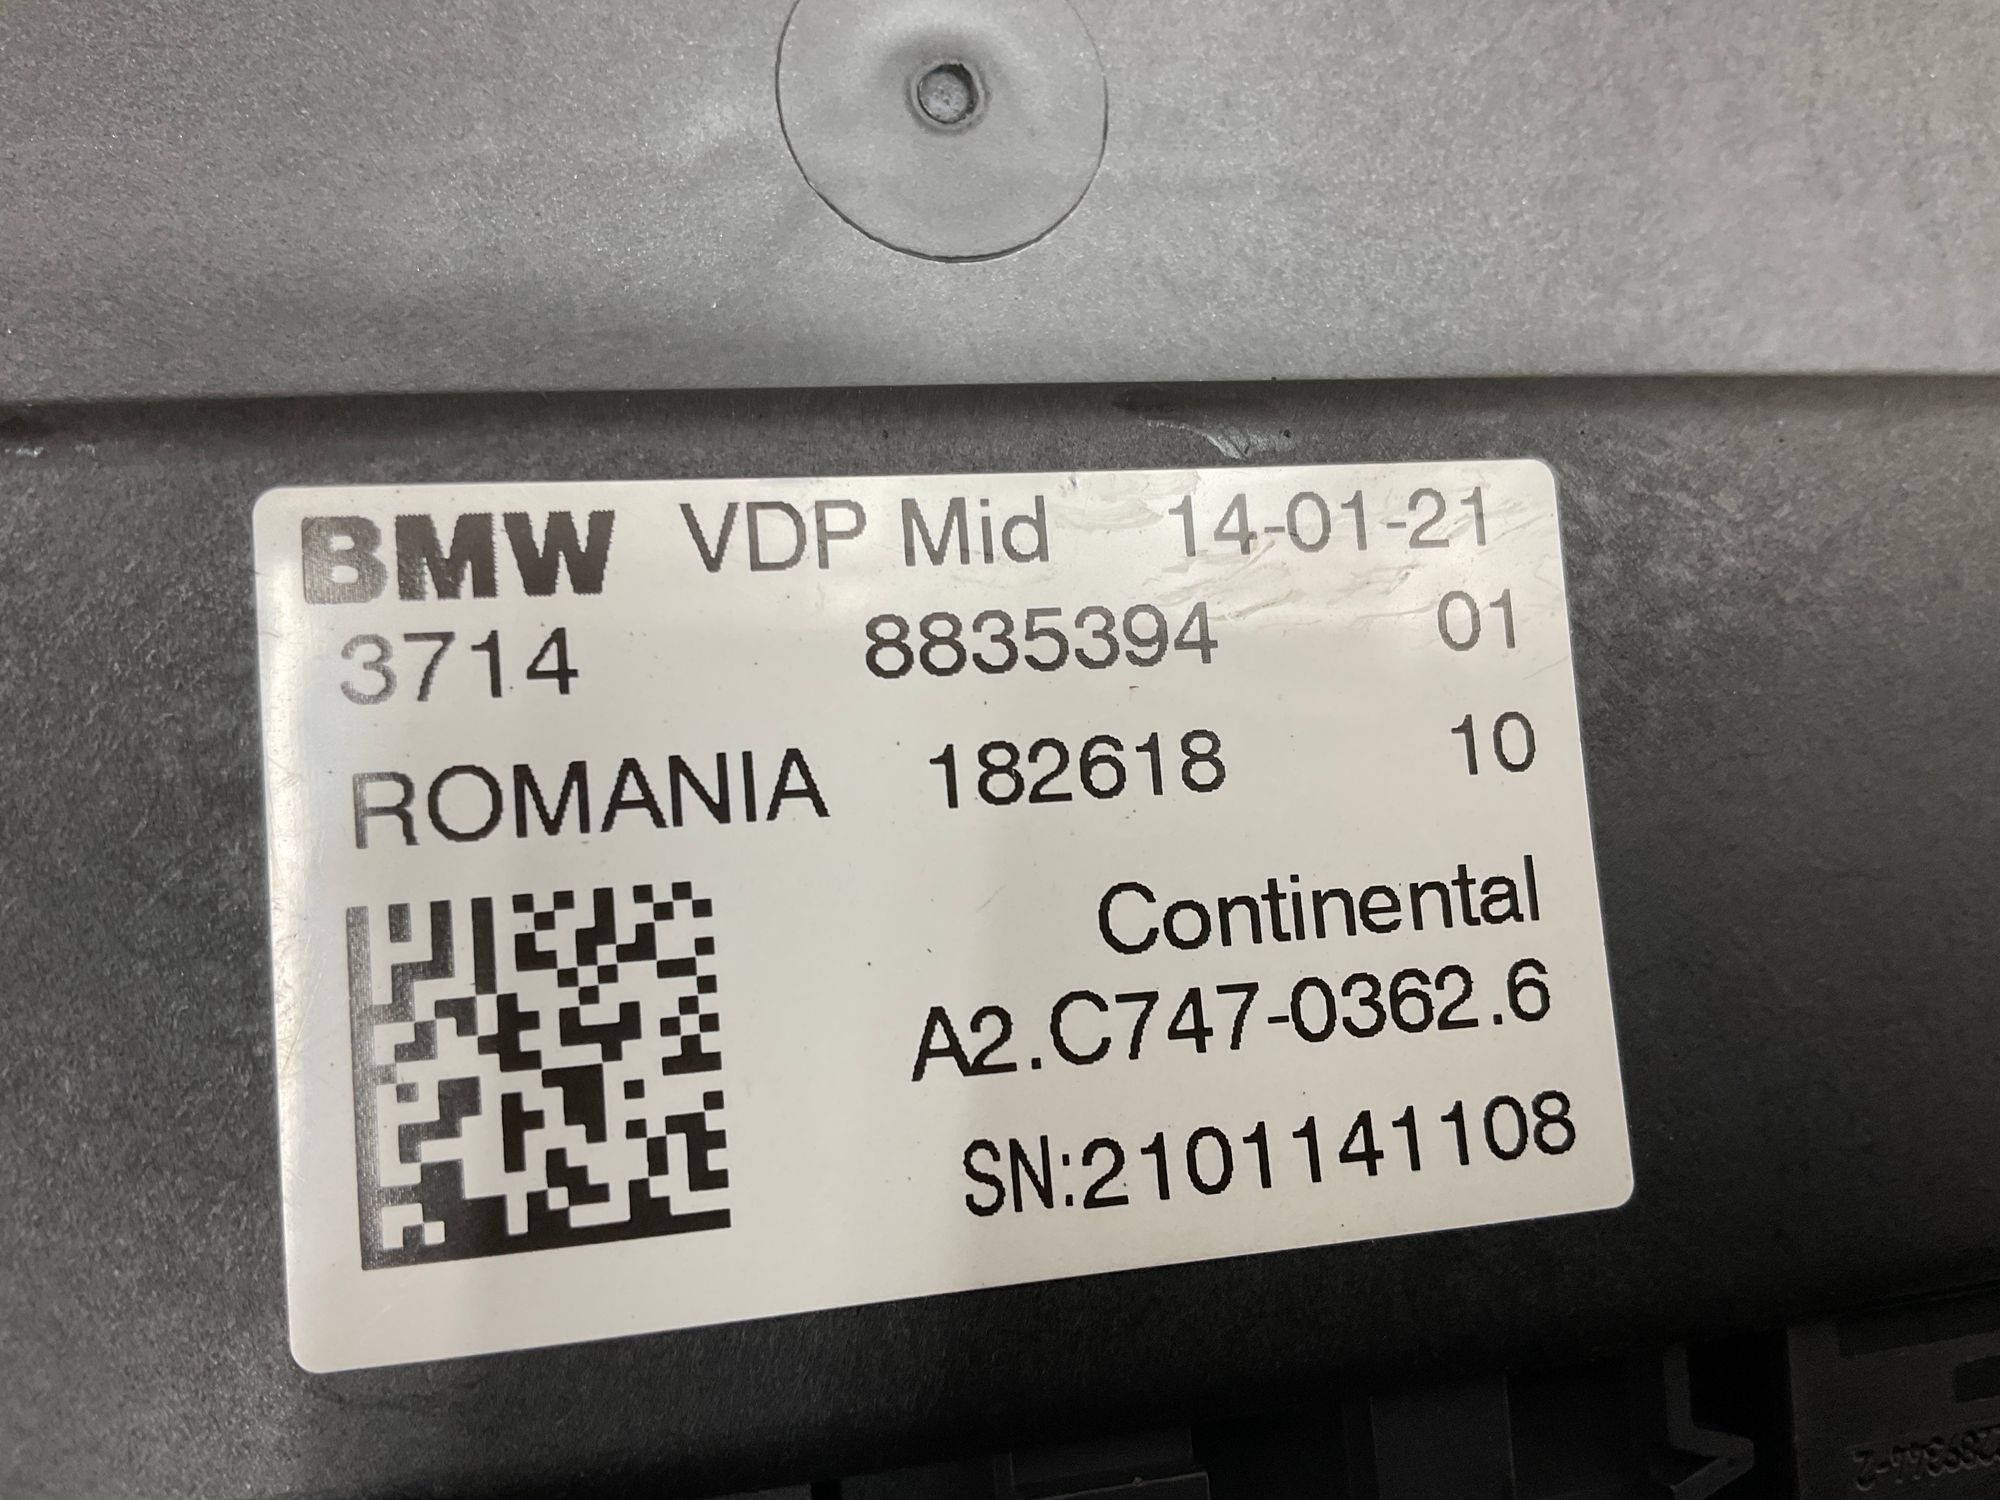 BMW VDP Mid 14-01-21
3714 8835394 01
ROMANIA 182618 10
Continental
A2.C747-0362.6
SN:2101141108